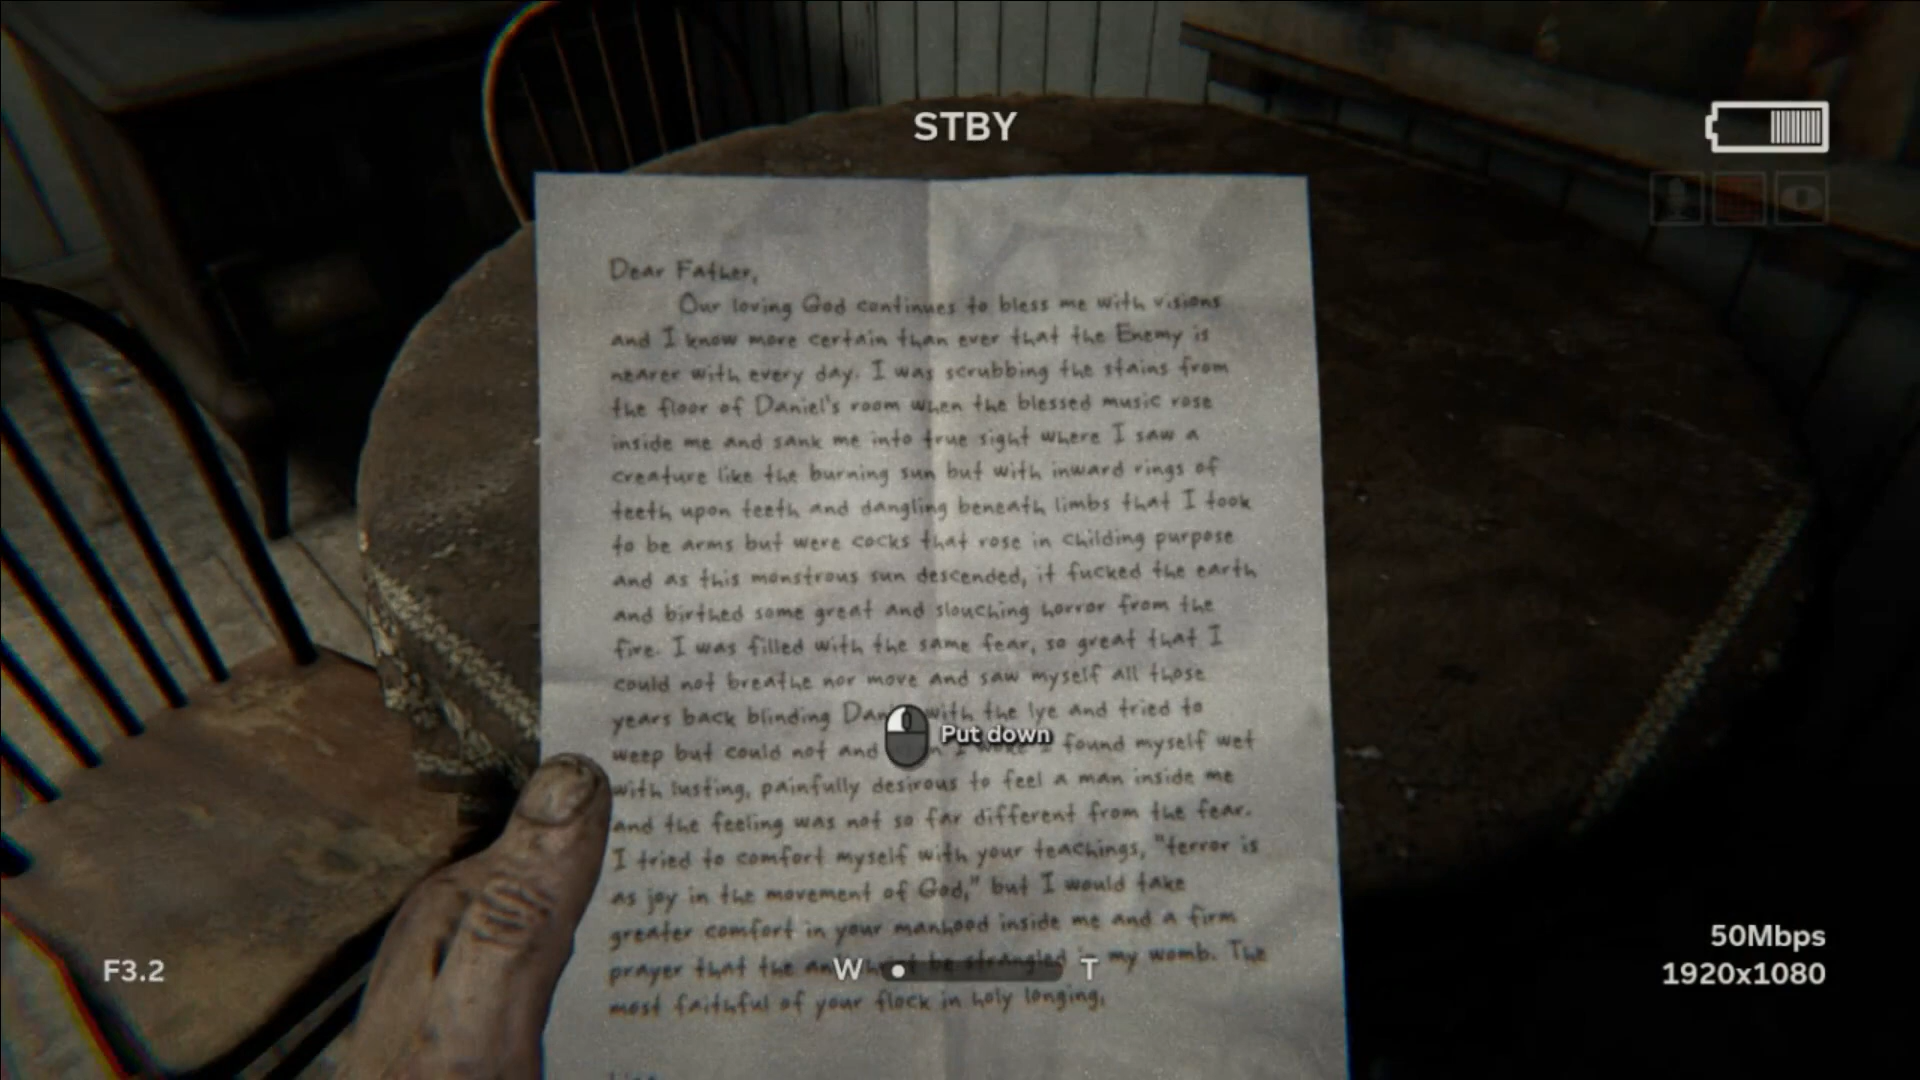 STBY
Dear Father,
Our loving God continues to bless me with visions
and I know more certain than ever that the Enemy is
nearer with every day. I was scrubbing the stains from
the floor of Daniel's room when the blessed music rose
inside me and sank me into true sight where I saw a
creature like the burning sun but with inward rings of
teeth upon teeth and dangling beneath limbs that I took
to be arms but were cocks that rose in childing purpose
and as this monstrous sun descended, it fucked the earth
and birthed some great and slouching horror from the
fire. I was filled with the same fear, so great that I
could not breathe nor move and saw myself all those
years back blinding with the lye and tried to
Put down
weep but could not and I woke I found myself wet
with lusting, painfully desirous to feel a man inside me
and the feeling was not so far different from the fear.
I tried to comfort myself with your teachings, "terror is
as joy in the movement of God," but I would take
greater comfort in your manhood inside me and a firm
prayer that the be strangled in my womb. The
most faithful of your flock in holy longing,
W T
F3.2
50Mbps
1920x1080